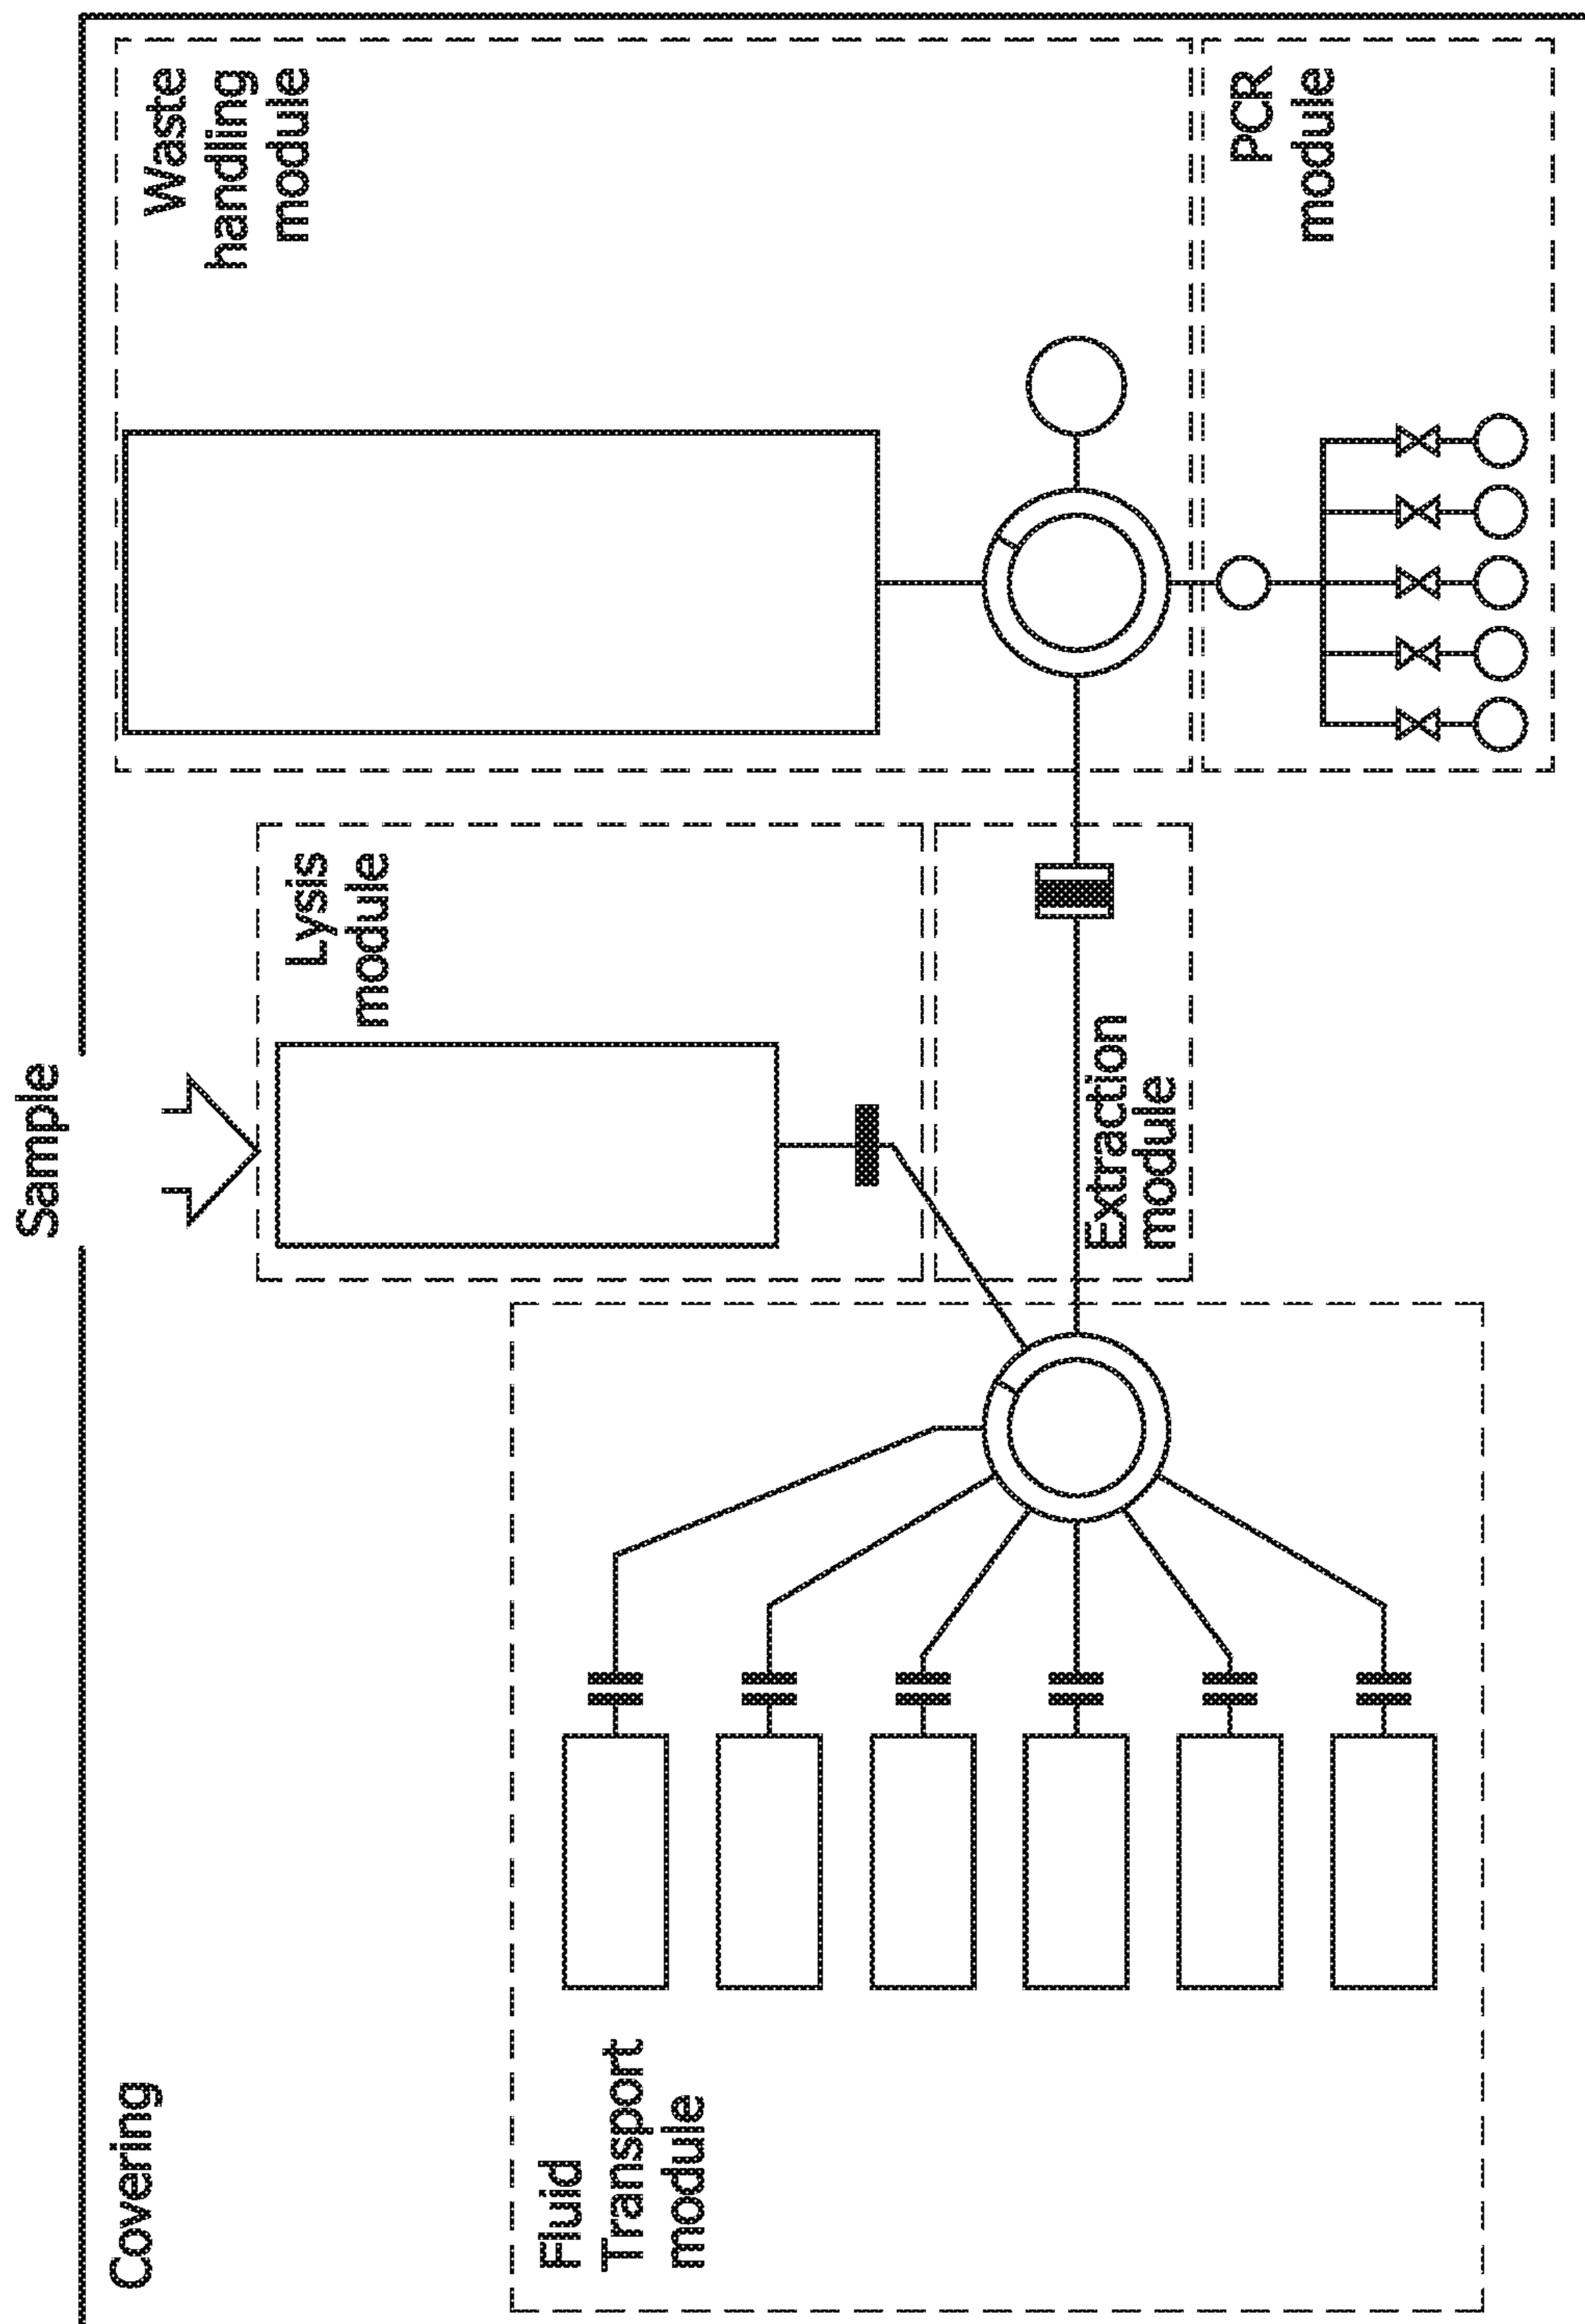 Sample
Covering
Fluid
Transport
module
Lysis
module
Extraction
module
Waste
handling
module
PCR
module